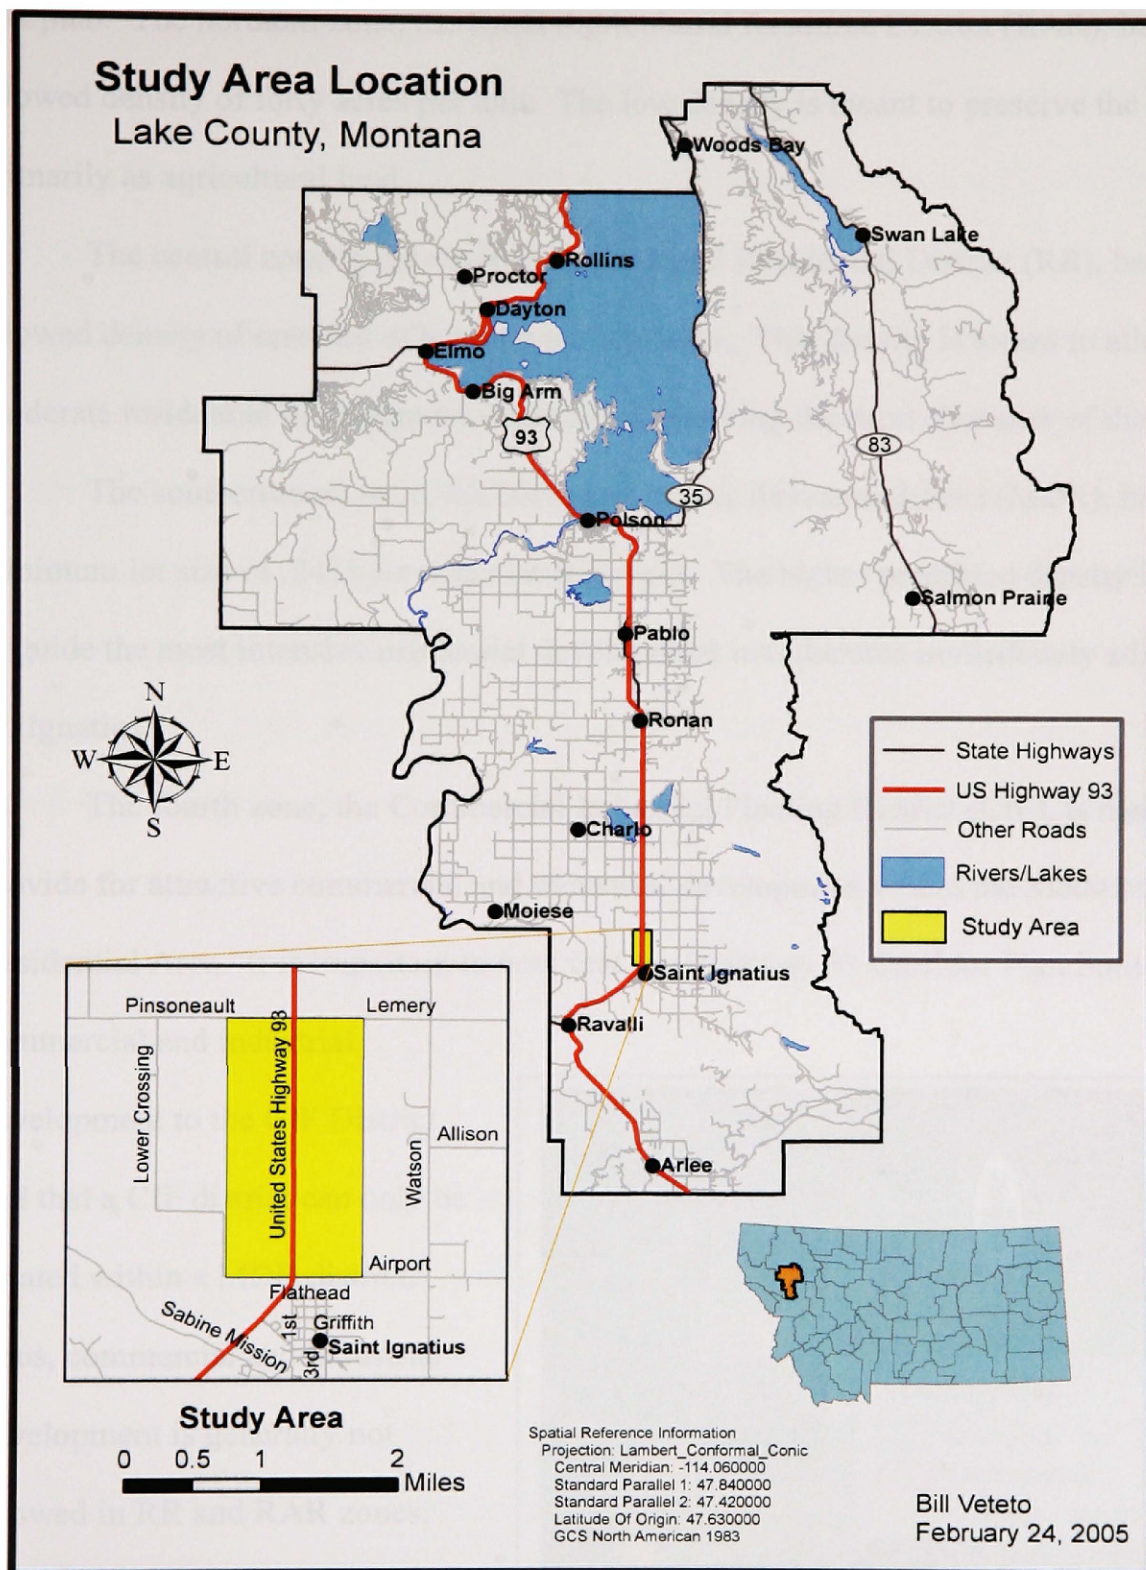 Study Area Location
Lake County, Montana
Woods Bay
Swan Lake
Rollins
Proctor
Dayton
Elmo
Big Arm
93
83
35
Polson
Salmon Prairie
Pablo
Ronan
N
W E
S
State Highways
US Highway 93
Other Roads
Rivers/Lakes
Study Area
Charlo
Moiese
Saint Ignatius
Ravalli
Arlee
Pinsoneault
Lemery
Lower Crossing
United States Highway 93
Watson
Allison
Airport
Flathead
Sabine Mission
1st
Griffith
3rd
Saint Ignatius
Study Area
0 0.5 1 2
Miles
Spatial Reference Information
Projection: Lambert_Conformal_Conic
Central Meridian: -114.060000
Standard Parallel 1: 47.840000
Standard Parallel 2: 47.420000
Latitude Of Origin: 47.630000
GCS North American 1983
Bill Veteto
February 24, 2005